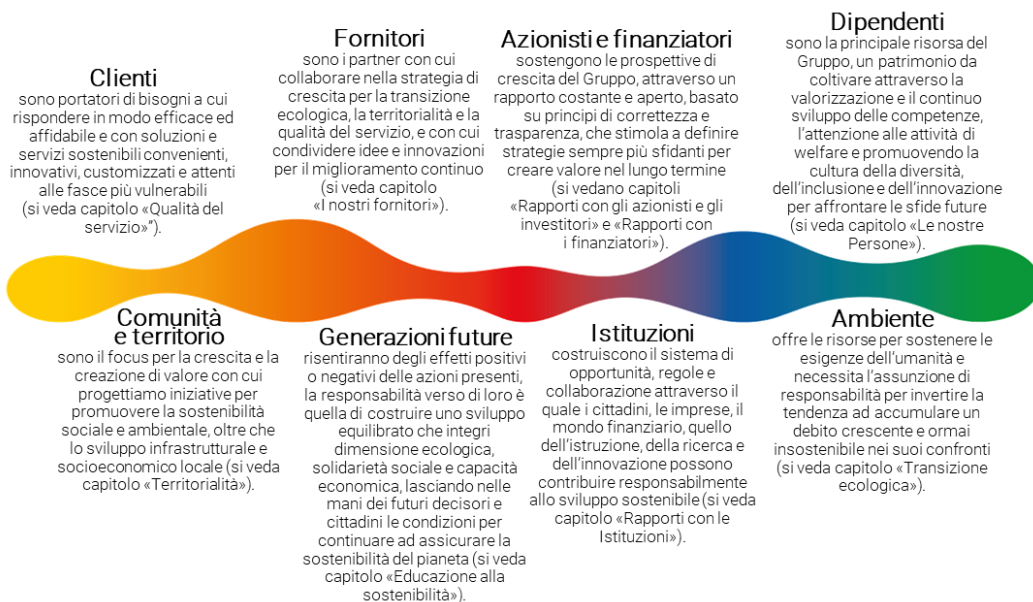 Clienti
sono portatori di bisogni a cui
rispondere in modo efficace ed
affidabile e con soluzioni e
servizi sostenibili convenienti,
innovativi, customizzati e attenti
alle fasce più vulnerabili
(si veda capitolo «Qualità del
servizio»”).
Fornitori
sono i partner con cui
collaborare nella strategia di
crescita per la transizione
ecologica, la territorialità e la
qualità del servizio, e con cui
condividere idee e innovazioni
per il miglioramento continuo
(si veda capitolo
«I nostri fornitori»).
Azionisti e finanziatori
sostengono le prospettive di
crescita del Gruppo, attraverso un
rapporto costante e aperto, basato
su principi di correttezza e
trasparenza, che stimola a definire
strategie sempre più sfidanti per
creare valore nel lungo termine
(si vedano capitoli
«Rapporti con gli azionisti e gli
investitori» e «Rapporti con
i finanziatori»).
Dipendenti
sono la principale risorsa del
Gruppo, un patrimonio da
coltivare attraverso la
valorizzazione e il continuo
sviluppo delle competenze,
l’attenzione alle attività di
welfare e promuovendo la
cultura della diversità,
dell’inclusione e dell’innovazione
per affrontare le sfide future
(si veda capitolo «Le nostre
Persone»).
Comunità
e territorio
sono il focus per la crescita e la
creazione di valore con cui
progettiamo iniziative per
promuovere la sostenibilità
sociale e ambientale, oltre che
lo sviluppo infrastrutturale e
socioeconomico locale (si veda
capitolo «Territorialità»).
Generazioni future
risentiranno degli effetti positivi
o negativi delle azioni presenti,
la responsabilità verso di loro è
quella di costruire uno sviluppo
equilibrato che integri
dimensione ecologica,
solidarietà sociale e capacità
economica, lasciando nelle
mani dei futuri decisori e
cittadini le condizioni per
continuare ad assicurare la
sostenibilità del pianeta (si veda
capitolo «Educazione alla
sostenibilità»).
Istituzioni
costruiscono il sistema di
opportunità, regole e
collaborazione attraverso il
quale i cittadini, le imprese, il
mondo finanziario, quello
dell’istruzione, della ricerca e
dell’innovazione possono
contribuire responsabilmente
allo sviluppo sostenibile (si veda
capitolo «Rapporti con le
Istituzioni»).
Ambiente
offre le risorse per sostenere le
esigenze dell’umanità e
necessita l’assunzione di
responsabilità per invertire la
tendenza ad accumulare un
debito crescente e ormai
insostenibile nei suoi confronti
(si veda capitolo «Transizione
ecologica»).